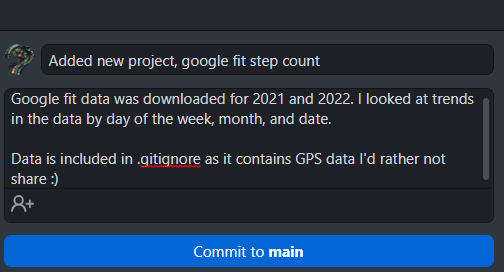 Added new project, google fit step count
Google fit data was downloaded for 2021 and 2022. I looked at trends
in the data by day of the week, month, and date.
Data is included in .gitignore as it contains GPS data I'd rather not
share :)
Commit to main